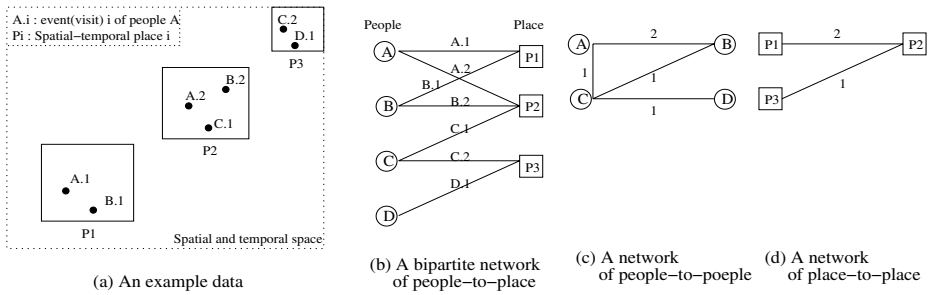 A.i : event(visit) i of people A
Pi : Spatial−temporal place i
C.2
D.1
P3
B.2
A.2
C.1
P2
A.1
B.1
P1
Spatial and temporal space
(a) An example data
People
Place
A
A.1
P1
A.2
B.1
B
B.2
P2
C.1
C
C.2
P3
D.1
D
(b) A bipartite network
of people−to−place
A
2
B
1
1
C
D
1
(c) A network
of people−to−poeple
P1
2
P2
1
P3
(d) A network
of place−to−place